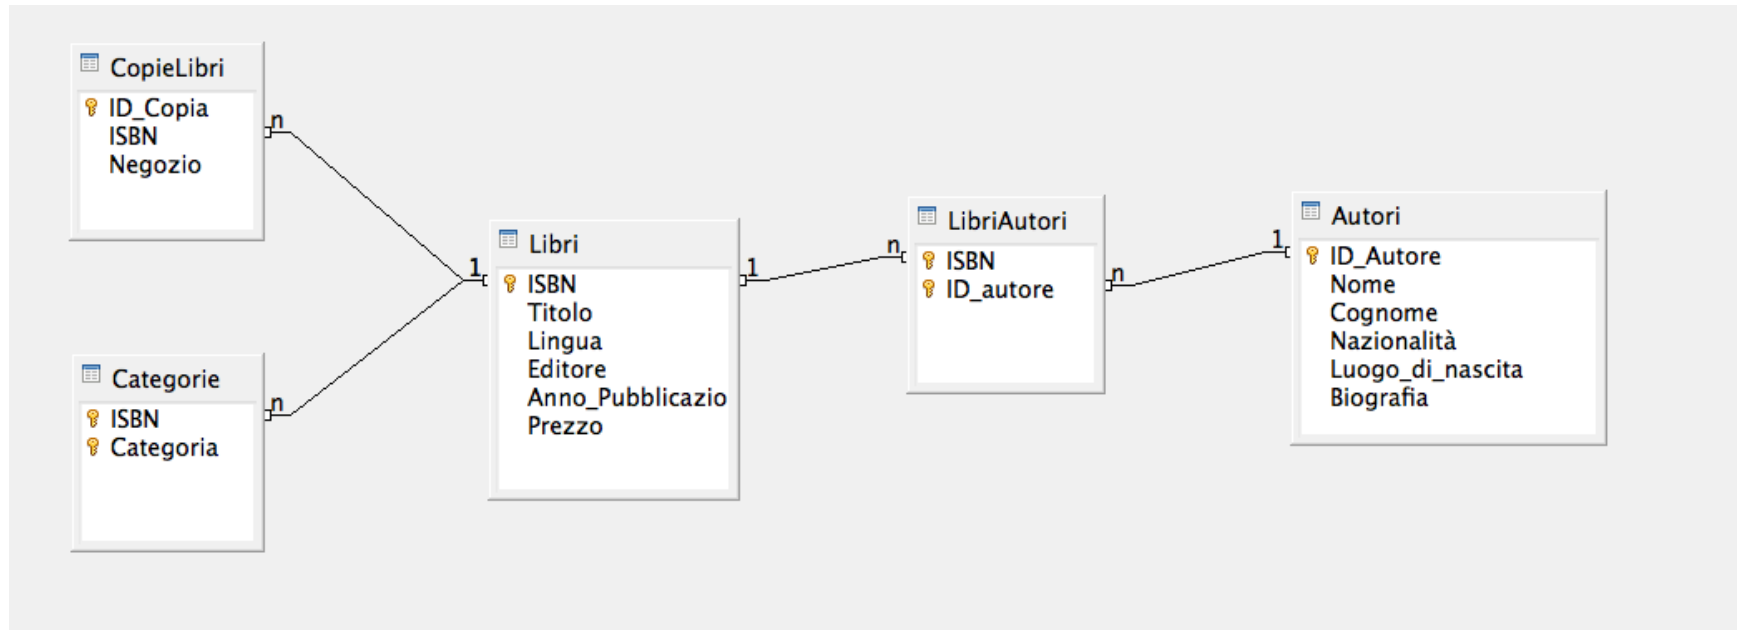 CopieLibri
ID_Copia
ISBN
Negozio
n
Categorie
ISBN
Categoria
n
1
Libri
ISBN
Titolo
Lingua
Editore
Anno_Pubblicazio
Prezzo
1
n
LibriAutori
ISBN
ID_autore
n
1
Autori
ID_Autore
Nome
Cognome
Nazionalità
Luogo_di_nascita
Biografia